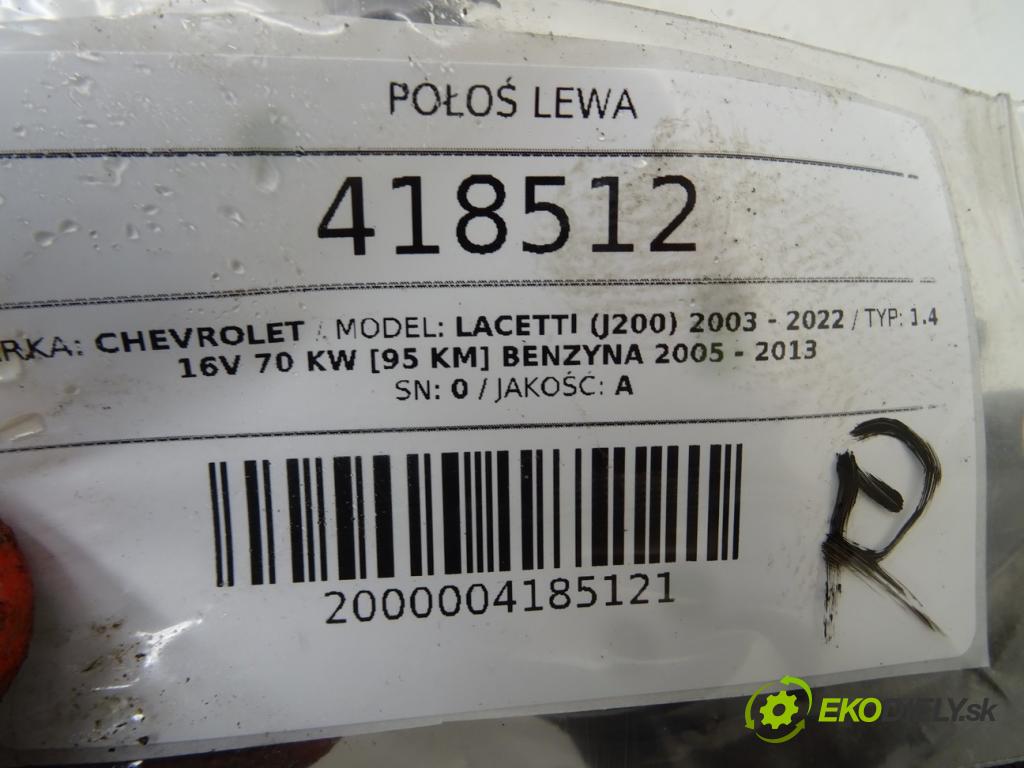 POŁOŚ LEWA
418512
RKA: CHEVROLET / MODEL: LACETTI (J200) 2003 - 2022 / TYP: 1.4
16V 70 KW [95 KM] BENZYNA 2005 - 2013
SN: 0 / JAKOŚĆ: A
R
2000004185121
EKODIELY.sk